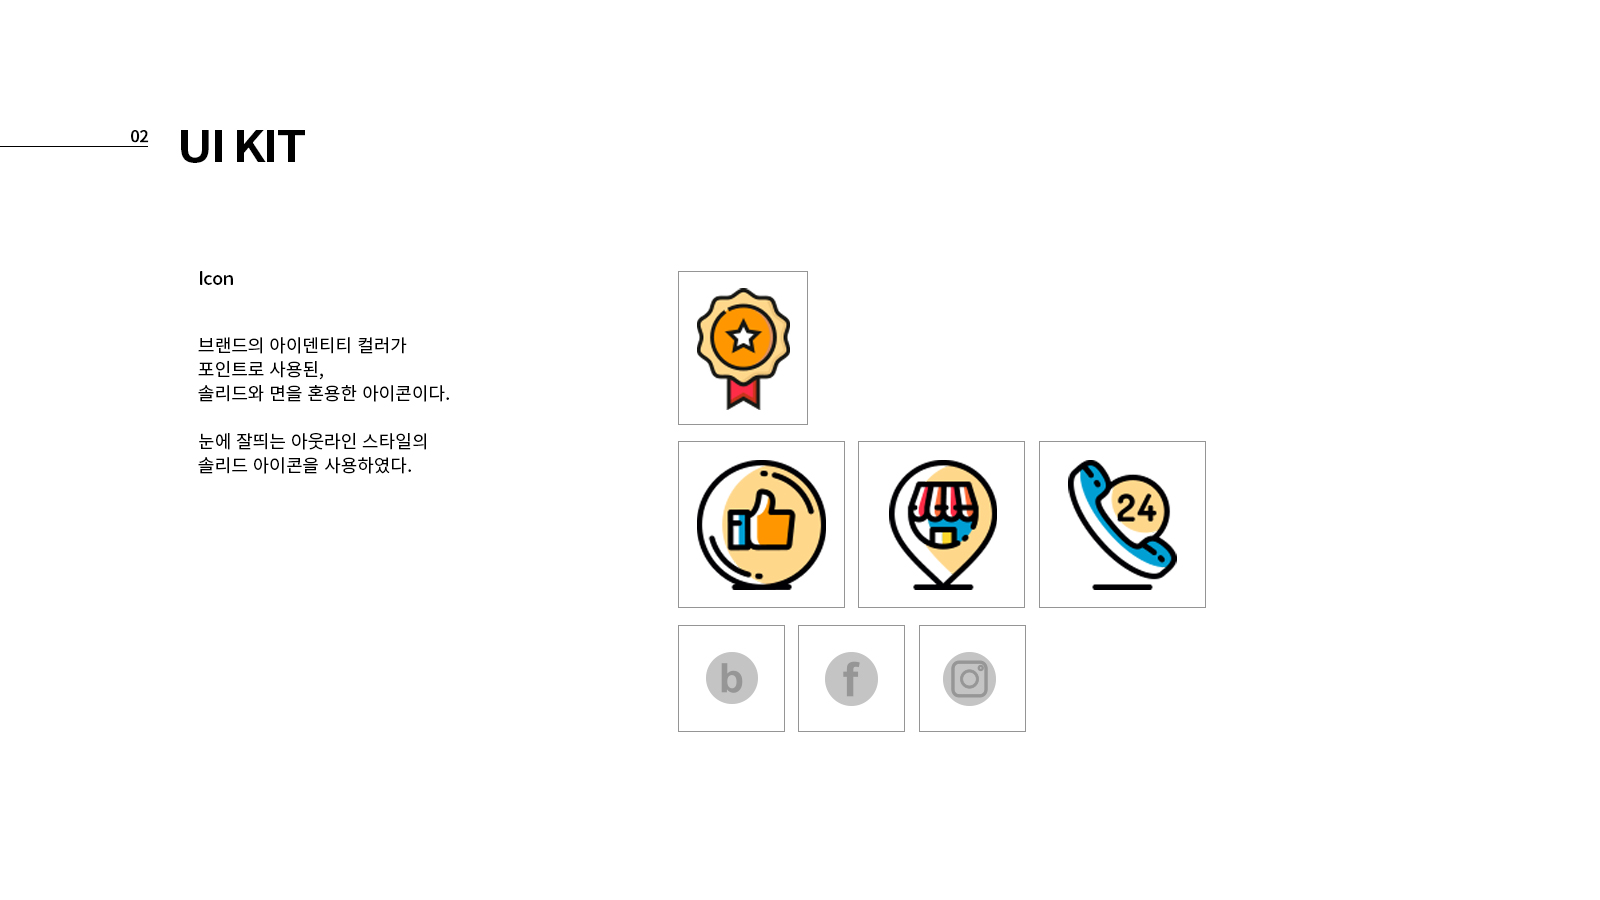 02
UI KIT
Icon
브랜드의 아이덴티티 컬러가
포인트로 사용된,
솔리드와 면을 혼용한 아이콘이다.
눈에 잘띄는 아웃라인 스타일의
솔리드 아이콘을 사용하였다.
24
b
f